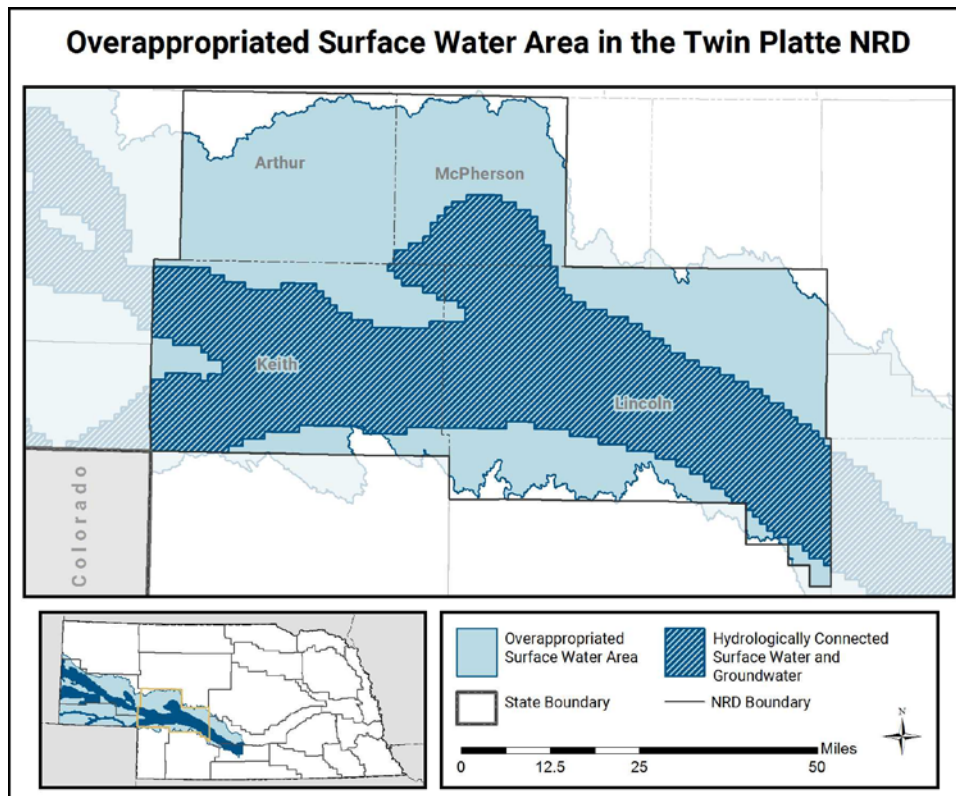 Overappropriated Surface Water Area in the Twin Platte NRD
Arthur
McPherson
Keith
Lincoln
Colorado
Overappropriated
Surface Water Area
Hydrologically Connected
Surface Water and
Groundwater
State Boundary
NRD Boundary
N
Miles
0 12.5 25 50